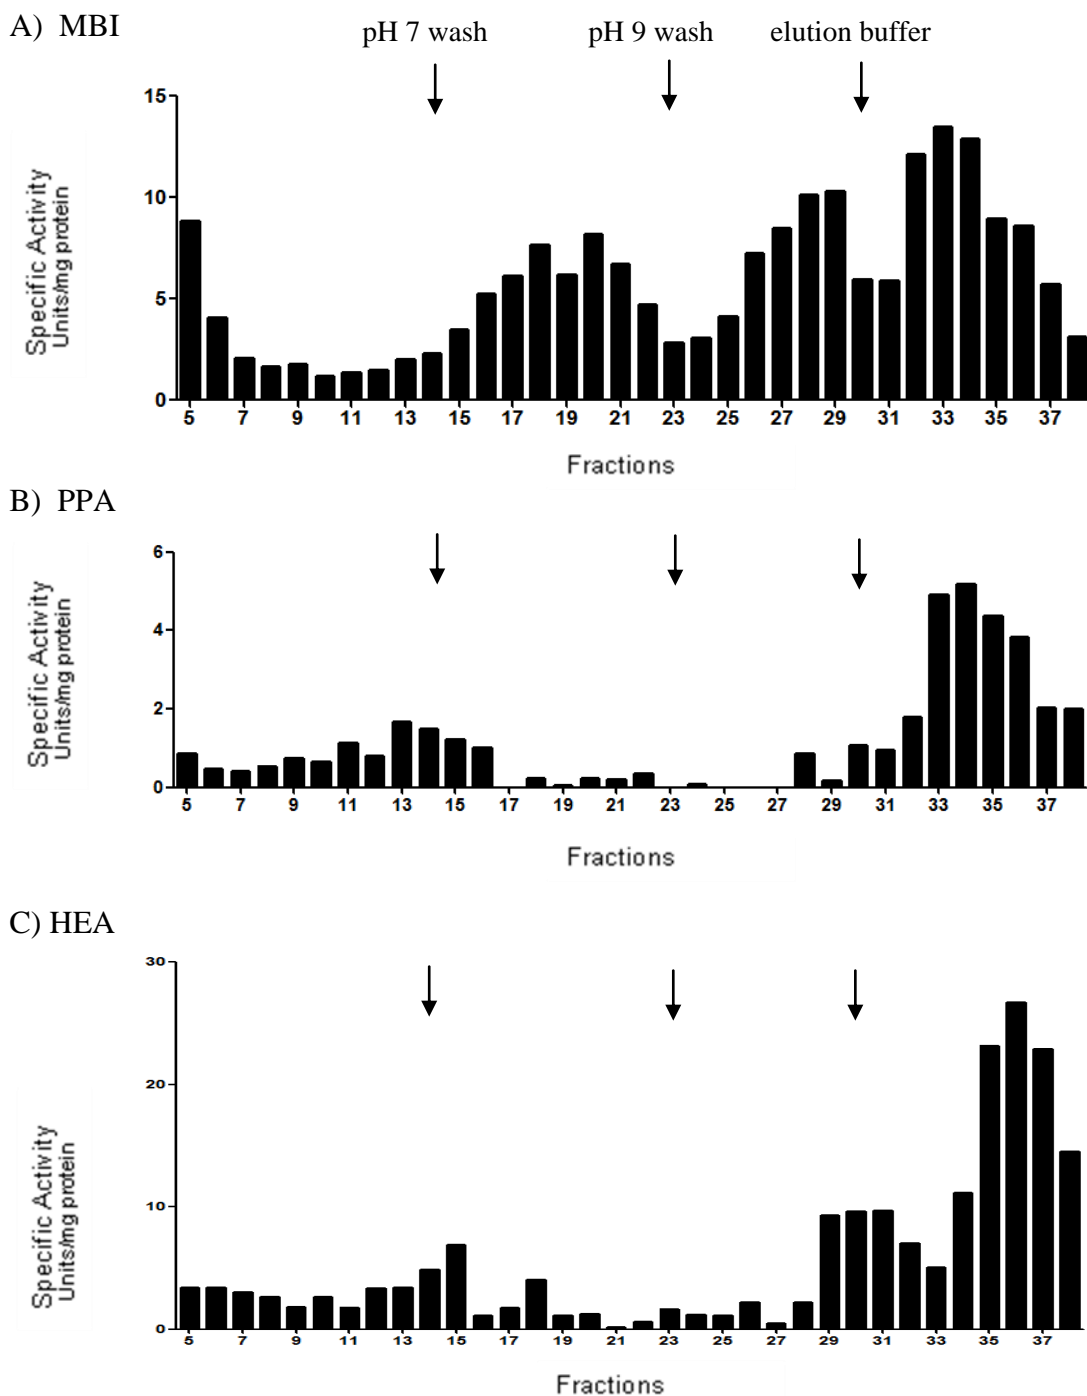 A) MBI
pH 7 wash pH 9 wash elution buffer
Specific Activity
Units/mg protein
15
10
5
0
5 7 9 11 13 15 17 19 21 23 25 27 29 31 33 35 37
Fractions
B) PPA
Specific Activity
Units/mg protein
6
4
2
0
5 7 9 11 13 15 17 19 21 23 25 27 29 31 33 35 37
Fractions
C) HEA
Specific Activity
Units/mg protein
30
20
10
0
5 7 9 11 13 15 17 19 21 23 25 27 29 31 33 35 37
Fractions